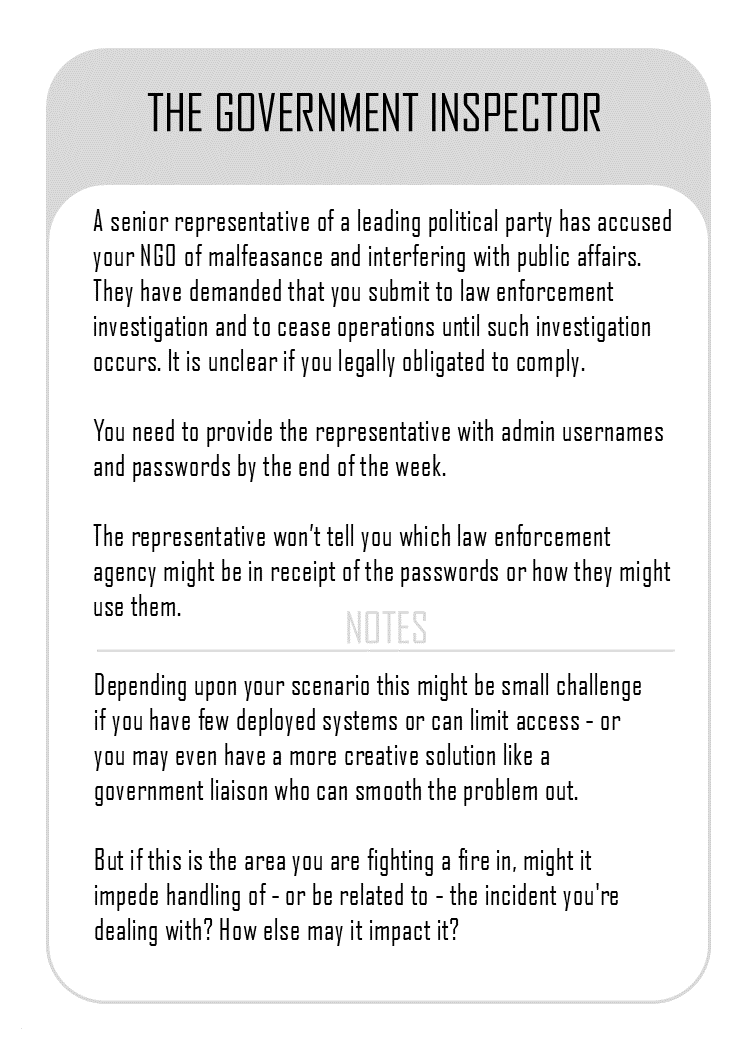 THE GOVERNMENT INSPECTOR
A senior representative of a leading political party has accused
your NGO of malfeasance and interfering with public affairs.
They have demanded that you submit to law enforcement
investigation and to cease operations until such investigation
occurs. It is unclear if you legally obligated to comply.
You need to provide the representative with admin usernames
and passwords by the end of the week.
The representative won't tell you which law enforcement
agency might be in receipt of the passwords or how they might
use them.
NOTES
Depending upon your scenario this might be small challenge
if you have few deployed systems or can limit access - or
you may even have a more creative solution like a
government liaison who can smooth the problem out.
But if this is the area you are fighting a fire in, might it
impede handling of - or be related to - the incident you're
dealing with? How else may it impact it?